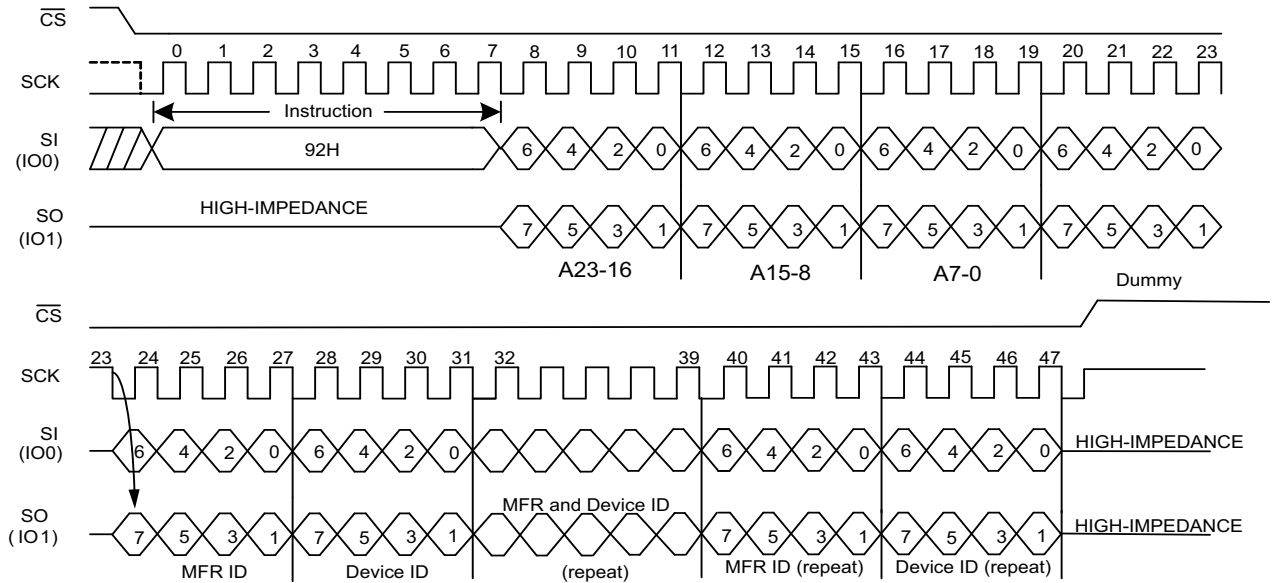 CS
0 1 2 3 4 5 6 7 8 9 10 11 12 13 14 15 16 17 18 19 20 21 22 23
SCK
Instruction
SI
(IO0)
92H
6 4 2 0 6 4 2 0 6 4 2 0 6 4 2 0
HIGH-IMPEDANCE
SO
(IO1)
7 5 3 1 7 5 3 1 7 5 3 1 7 5 3 1
A23-16 A15-8 A7-0
Dummy
CS
23 24 25 26 27 28 29 30 31 32 39 40 41 42 43 44 45 46 47
SCK
SI
(IO0)
6 4 2 0 6 4 2 0 6 4 2 0 6 4 2 0
HIGH-IMPEDANCE
MFR and Device ID
SO
(IO1)
7 5 3 1 7 5 3 1 7 5 3 1 7 5 3 1
HIGH-IMPEDANCE
MFR ID Device ID (repeat) MFR ID (repeat) Device ID (repeat)